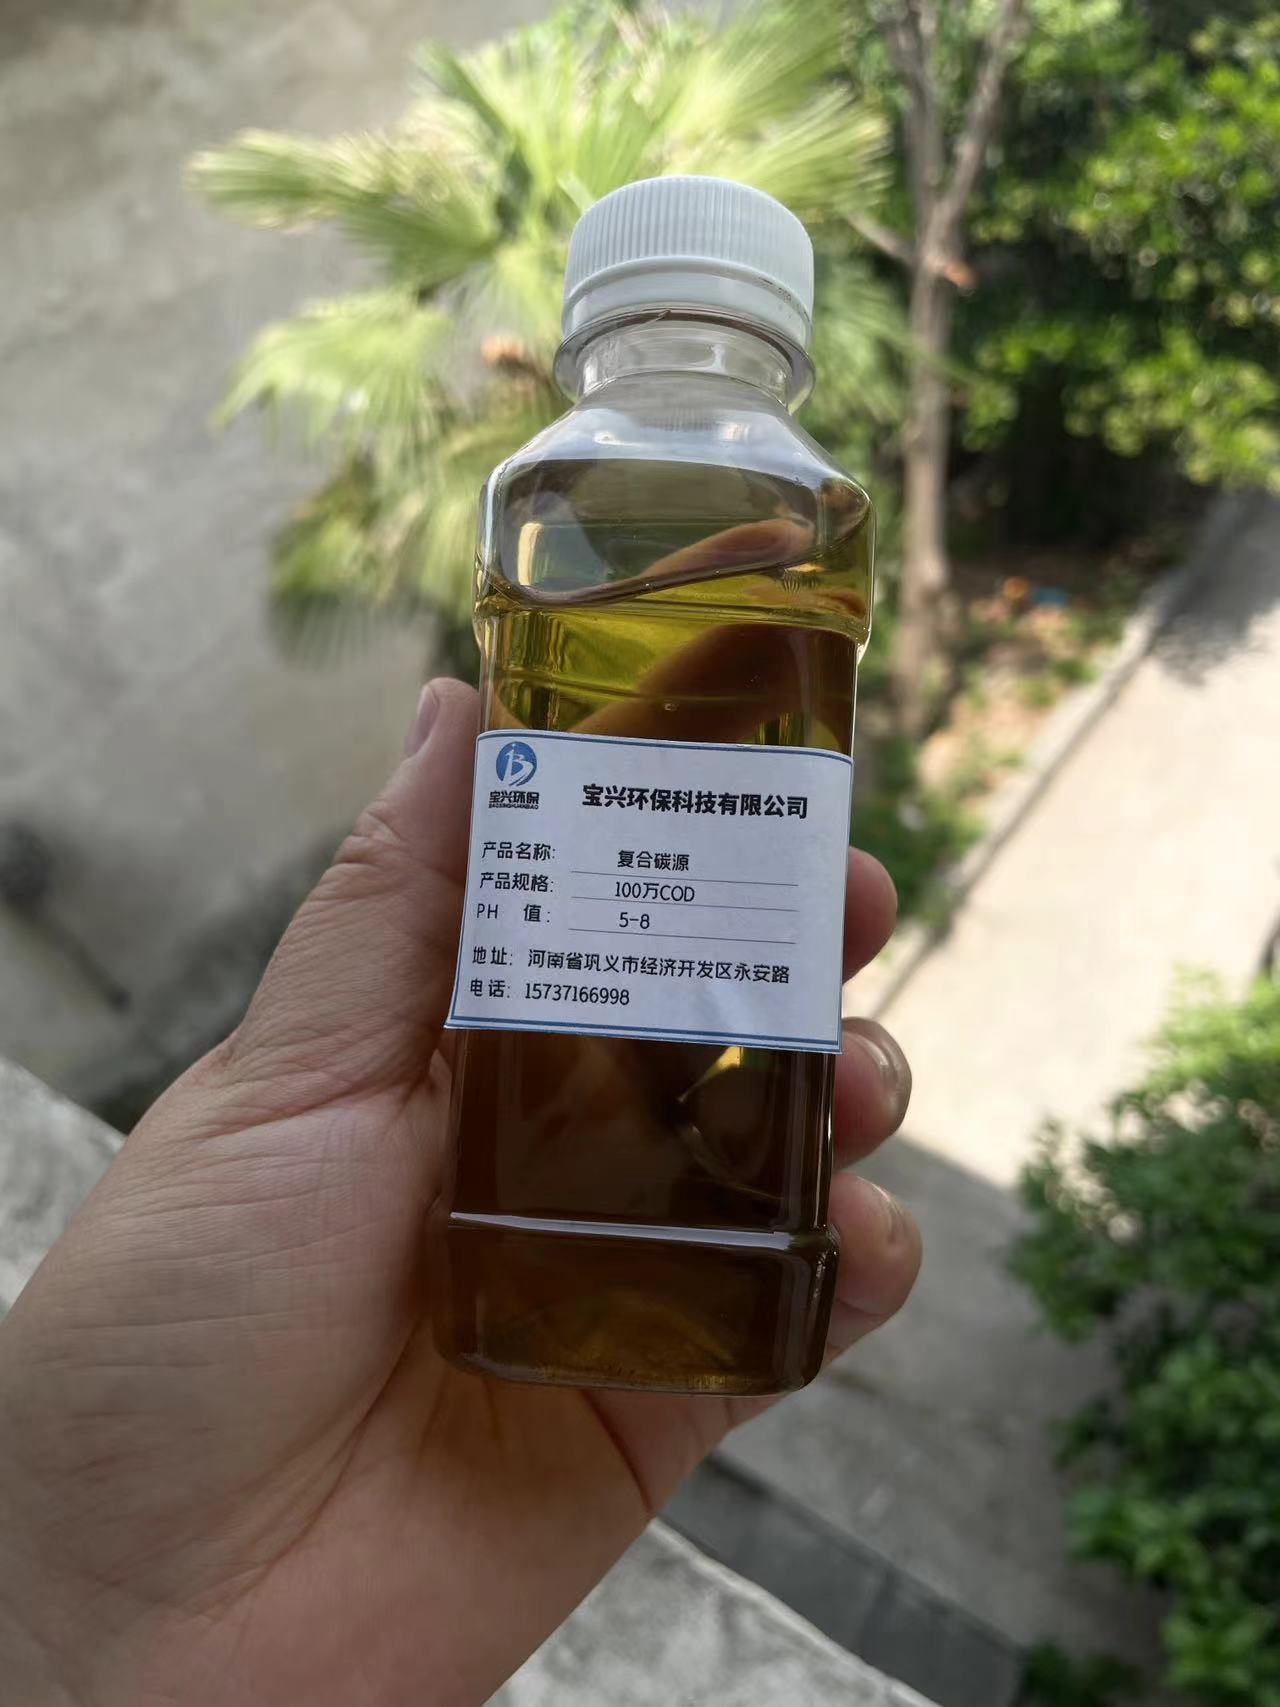 宝兴环保
BAOXINGHUANBAO
宝兴环保科技有限公司
产品名称: 复合碳源
产品规格: 100万COD
PH 值: 5-8
地址: 河南省巩义市经济开发区永安路
电话: 15737166998